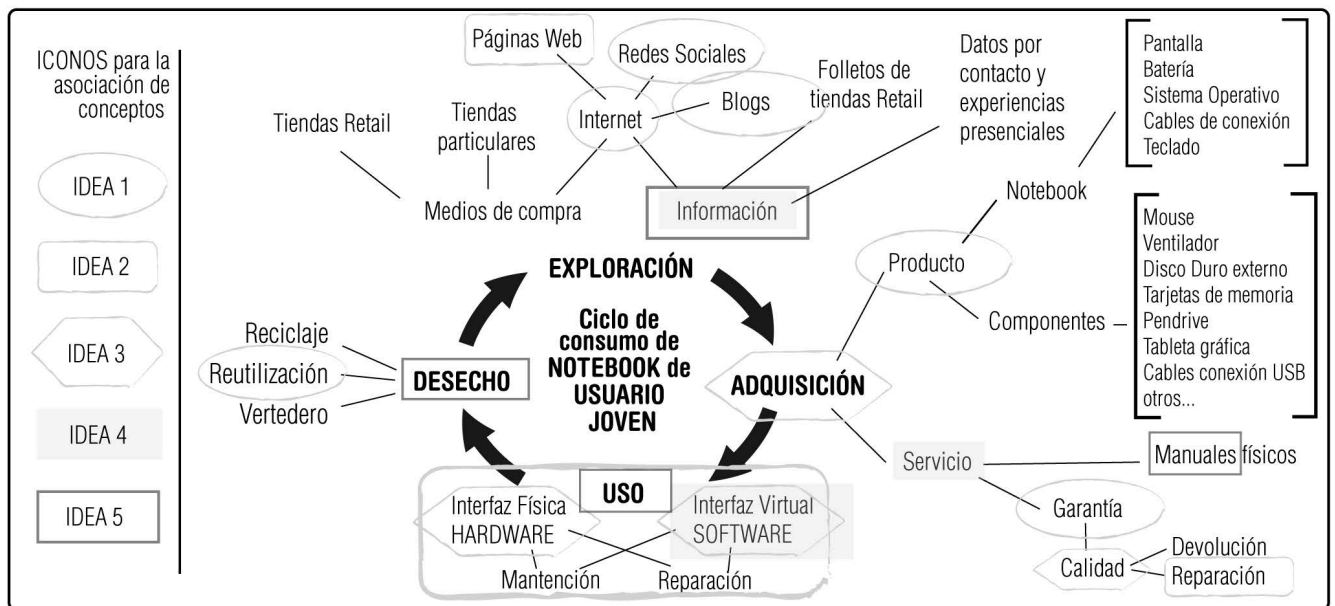 ICONOS para la
asociación de
conceptos
IDEA 1
IDEA 2
IDEA 3
IDEA 4
IDEA 5
Páginas Web
Redes Sociales
Blogs
Internet
Tiendas Retail
Tiendas
particulares
Medios de compra
Folletos de
tiendas Retail
Datos por
contacto y
experiencias
presenciales
Información
Pantalla
Batería
Sistema Operativo
Cables de conexión
Teclado
Notebook
Producto
Componentes
Mouse
Ventilador
Disco Duro externo
Tarjetas de memoria
Pendrive
Tableta gráfica
Cables conexión USB
otros...
EXPLORACIÓN
Ciclo de
consumo de
NOTEBOOK de
USUARIO
JOVEN
ADQUISICIÓN
Reciclaje
Reutilización
Vertedero
DESECHO
Servicio
Manuales físicos
Garantía
Calidad
Devolución
Reparación
USO
Interfaz Física
HARDWARE
Interfaz Virtual
SOFTWARE
Mantención
Reparación